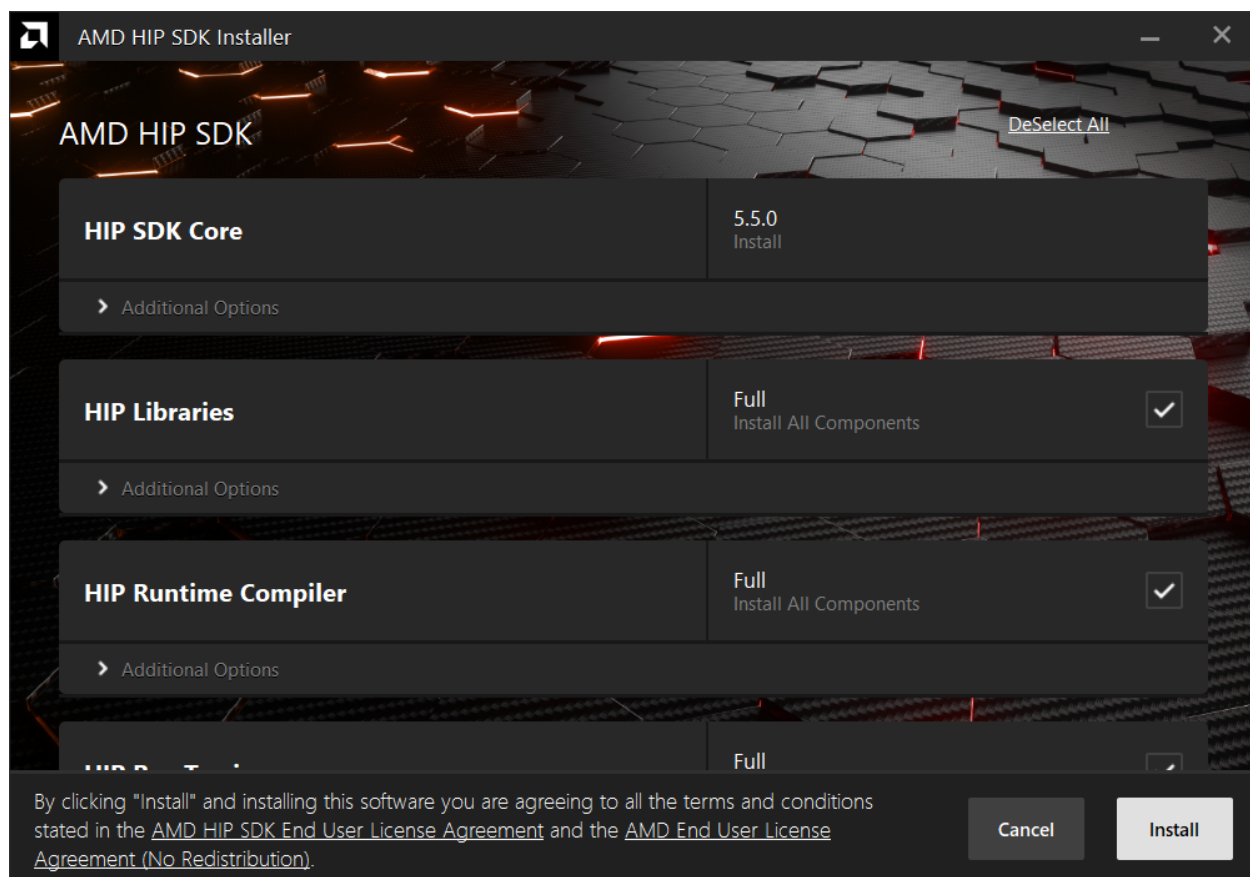 AMD HIP SDK Installer
AMD HIP SDK
DeSelect All
HIP SDK Core
5.5.0
Install
Additional Options
HIP Libraries
Full
Install All Components
Additional Options
HIP Runtime Compiler
Full
Install All Components
Additional Options
HIP
Full
By clicking "Install" and installing this software you are agreeing to all the terms and conditions
stated in the AMD HIP SDK End User License Agreement and the AMD End User License
Agreement (No Redistribution).
Cancel
Install